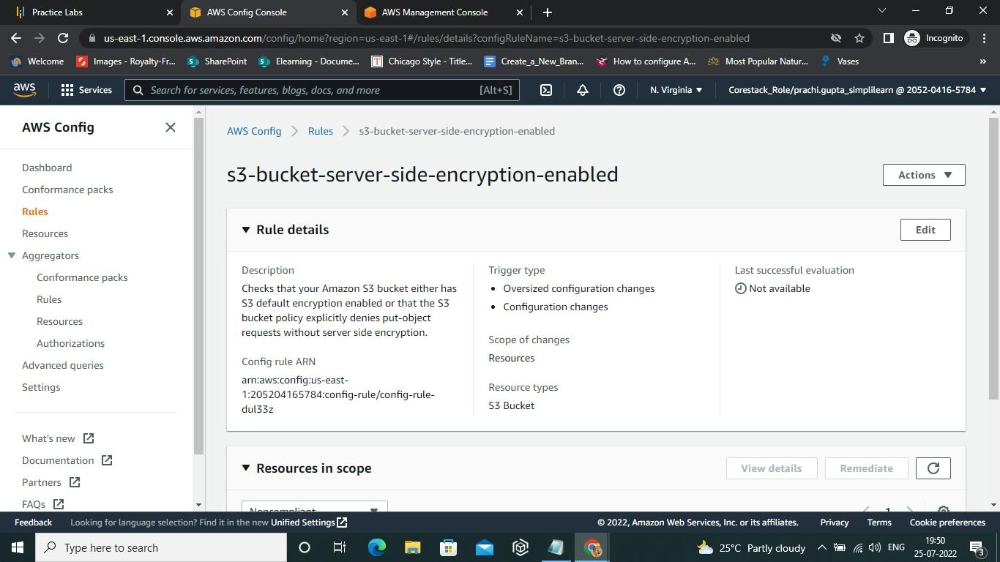 Practice Labs
AWS Config Console
AWS Management Console
us-east-1.console.aws.amazon.com/config/home?region=us-east-1#/rules/details?configRuleName=s3-bucket-server-side-encryption-enabled
Incognito
Welcome
Images - Royalty-Fr...
SharePoint
Elearning - Docume...
Chicago Style - Title...
Create_a_New_Bran...
How to configure A...
Most Popular Natur...
Vases
»
aws
Services
Search for services, features, blogs, docs, and more
[Alt+S]
N. Virginia
Corestack_Role/prachi.gupta_simplilearn @ 2052-0416-5784
AWS Config
Dashboard
Conformance packs
Rules
Resources
Aggregators
Conformance packs
Rules
Resources
Authorizations
Advanced queries
Settings
What's new
Documentation
Partners
FAQs
AWS Config
Rules
s3-bucket-server-side-encryption-enabled
s3-bucket-server-side-encryption-enabled
Actions
Rule details
Edit
Description
Checks that your Amazon S3 bucket either has
S3 default encryption enabled or that the S3
bucket policy explicitly denies put-object
requests without server side encryption.
Config rule ARN
arn:aws:config:us-east-
1:205204165784:config-rule/config-rule-
dul33z
Trigger type
• Oversized configuration changes
• Configuration changes
Scope of changes
Resources
Resource types
S3 Bucket
Last successful evaluation
Not available
Resources in scope
View details
Remediate
Noncompliant
1
Feedback
Looking for language selection? Find it in the new Unified Settings
© 2022, Amazon Web Services, Inc. or its affiliates.
Privacy
Terms
Cookie preferences
Type here to search
25°C Partly cloudy
ENG
19:50
25-07-2022
3